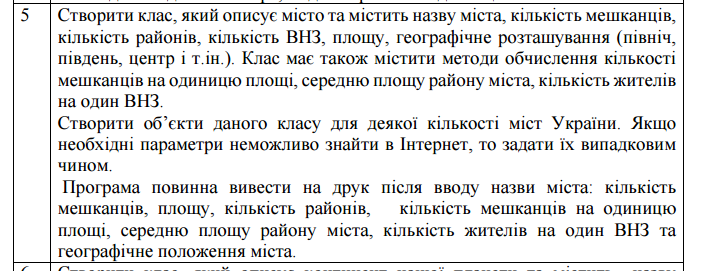 5 Створити клас, який описує місто та містить назву міста, кількість мешканців,
кількість районів, кількість ВНЗ, площу, географічне розташування (північ,
південь, центр і т.ін.). Клас має також містити методи обчислення кількості
мешканців на одиницю площі, середню площу району міста, кількість жителів
на один ВНЗ.
Створити об’єкти даного класу для деякої кількості міст України. Якщо
необхідні параметри неможливо знайти в Інтернет, то задати їх випадковим
чином.
Програма повинна вивести на друк після вводу назви міста: кількість
мешканців, площу, кількість районів, кількість мешканців на одиницю
площі, середню площу району міста, кількість жителів на один ВНЗ та
географічне положення міста.